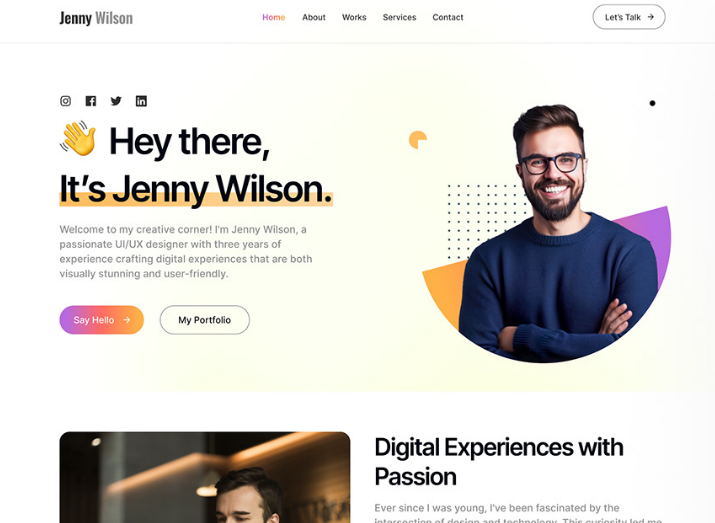 Jenny Wilson
Home About Works Services Contact
Let's Talk
Hey there,
It's Jenny Wilson.
Welcome to my creative corner! I'm Jenny Wilson, a
passionate UI/UX designer with three years of
experience crafting digital experiences that are both
visually stunning and user-friendly.
Say Hello
My Portfolio
Digital Experiences with
Passion
Ever since I was young, I've been fascinated by the
intersection of design and technology. This curiosity led me